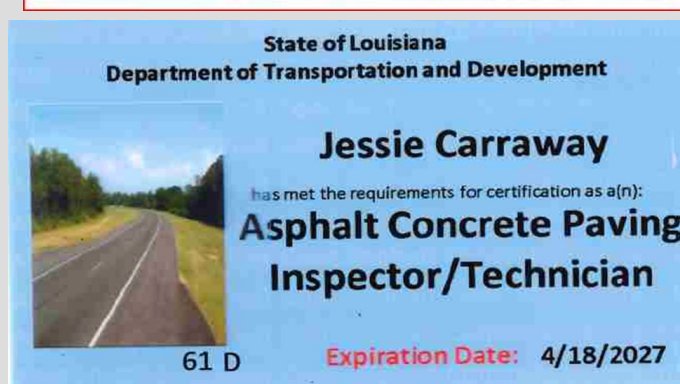 State of Louisiana
Department of Transportation and Development
Jessie Carraway
has met the requirements for certification as a(n):
Asphalt Concrete Paving
Inspector/Technician
61 D
Expiration Date: 4/18/2027